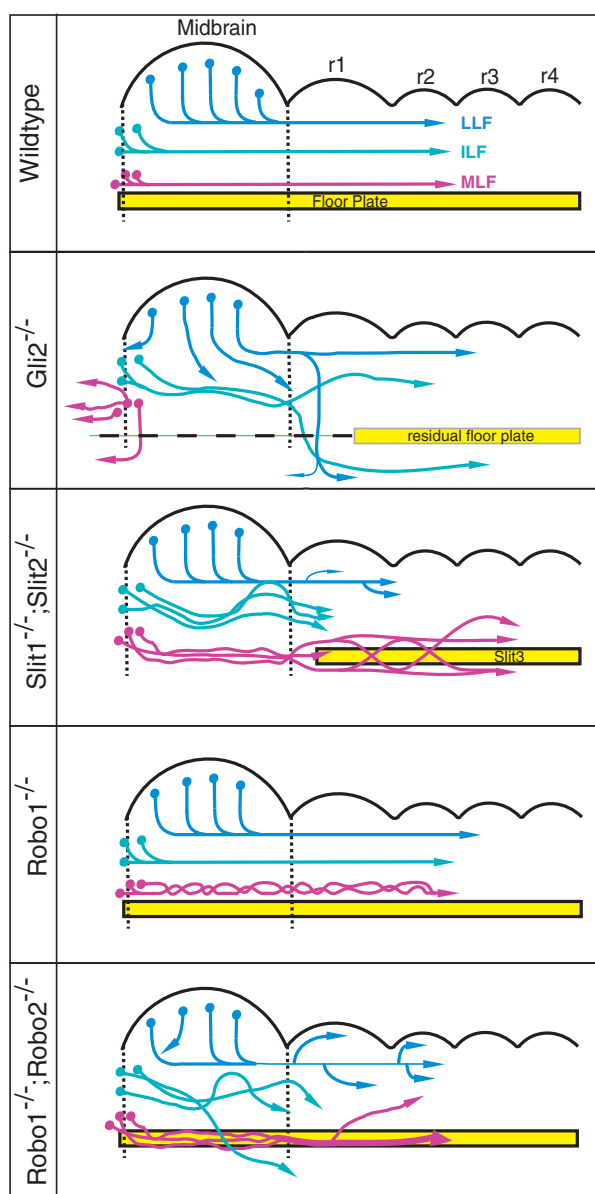 Midbrain
r1
r2
r3
r4
Wildtype
LLF
ILF
MLF
Floor Plate
Gli2-/-
residual floor plate
Slit1-/-;Slit2-/-
Slit3
Robo1-/-
Robo1-/-;Robo2-/-